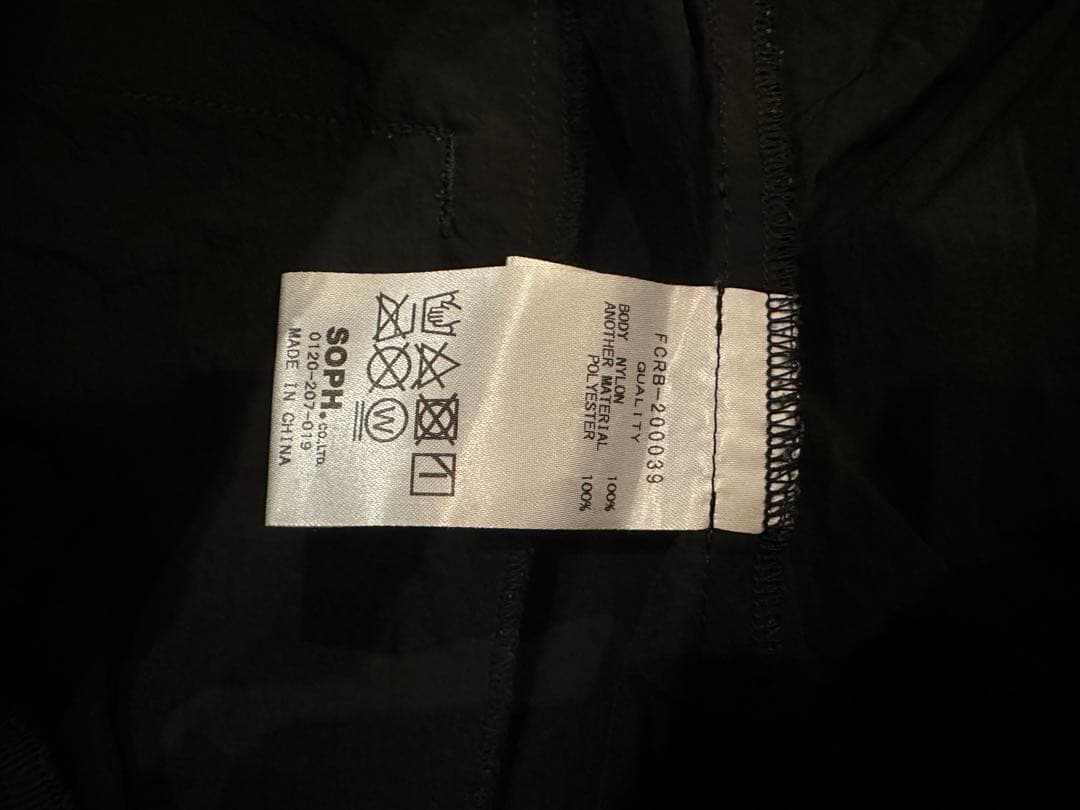 FCRB-200039
QUALITY
BODY NYLON 100%
ANOTHER MATERIAL
POLYESTER 100%
W
SOPH. CO.,LTD.
0120-207-019
MADE IN CHINA